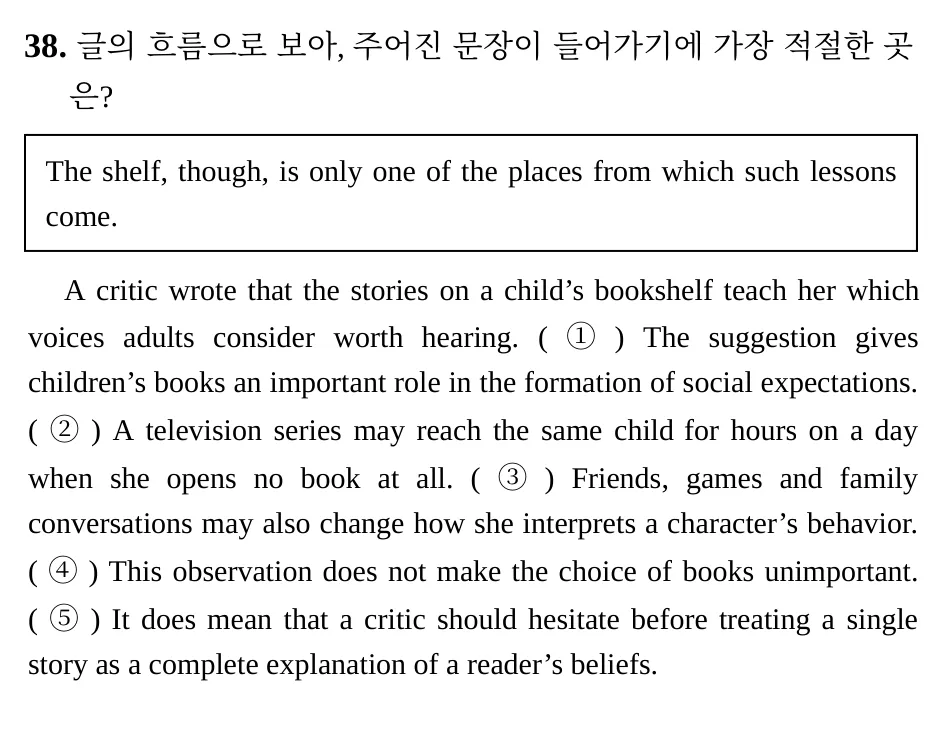 38. 글의 흐름으로 보아, 주어진 문장이 들어가기에 가장 적절한 곳
은?
The shelf, though, is only one of the places from which such lessons
come.
A critic wrote that the stories on a child’s bookshelf teach her which
voices adults consider worth hearing. ( ① ) The suggestion gives
children’s books an important role in the formation of social expectations.
( ② ) A television series may reach the same child for hours on a day
when she opens no book at all. ( ③ ) Friends, games and family
conversations may also change how she interprets a character’s behavior.
( ④ ) This observation does not make the choice of books unimportant.
( ⑤ ) It does mean that a critic should hesitate before treating a single
story as a complete explanation of a reader’s beliefs.